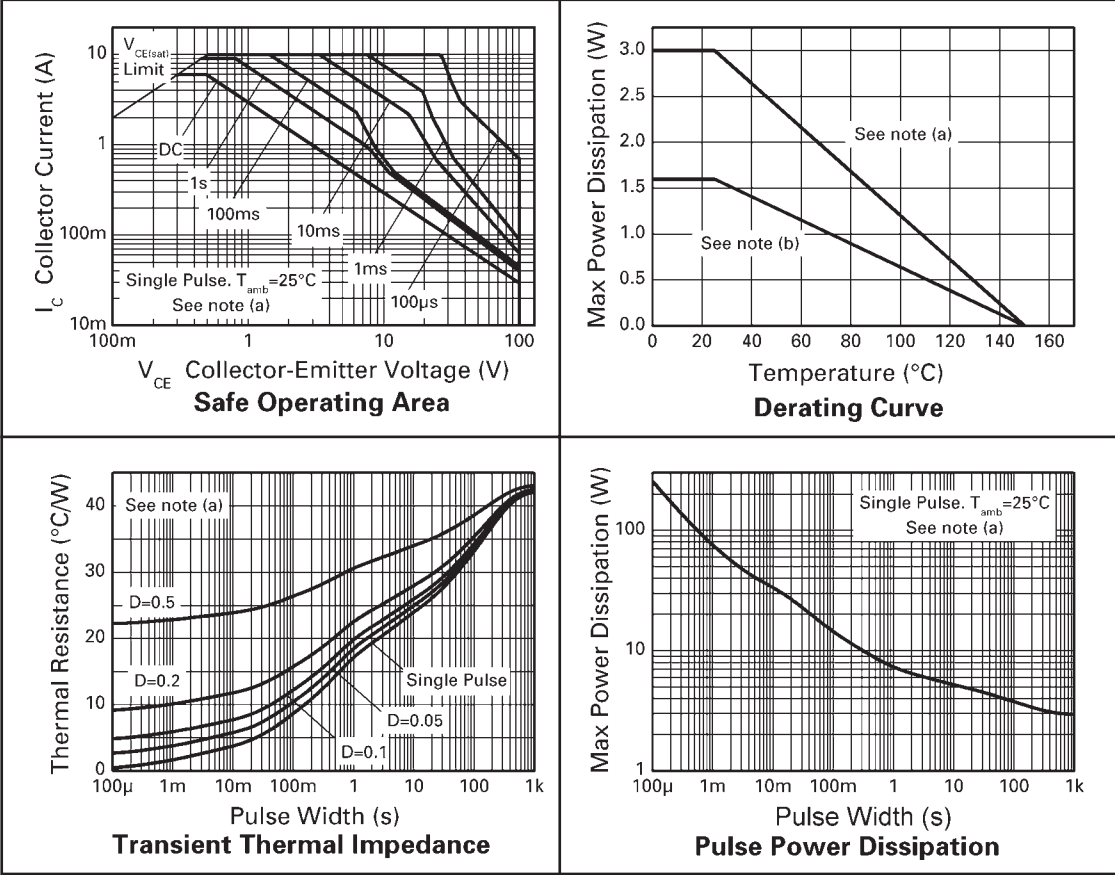 I_C Collector Current (A)
10
1
100m
10m
V_CE(sat)
Limit
DC
1s
100ms
10ms
1ms
100µs
Single Pulse. T_amb=25°C
See note (a)
100m 1 10 100
V_CE Collector-Emitter Voltage (V)
Safe Operating Area
Max Power Dissipation (W)
3.0
2.5
2.0
1.5
1.0
0.5
0.0
See note (a)
See note (b)
0 20 40 60 80 100 120 140 160
Temperature (°C)
Derating Curve
Thermal Resistance (°C/W)
40
30
20
10
0
See note (a)
D=0.5
D=0.2
Single Pulse
D=0.05
D=0.1
100µ 1m 10m 100m 1 10 100 1k
Pulse Width (s)
Transient Thermal Impedance
Max Power Dissipation (W)
100
10
1
Single Pulse. T_amb=25°C
See note (a)
100µ 1m 10m 100m 1 10 100 1k
Pulse Width (s)
Pulse Power Dissipation